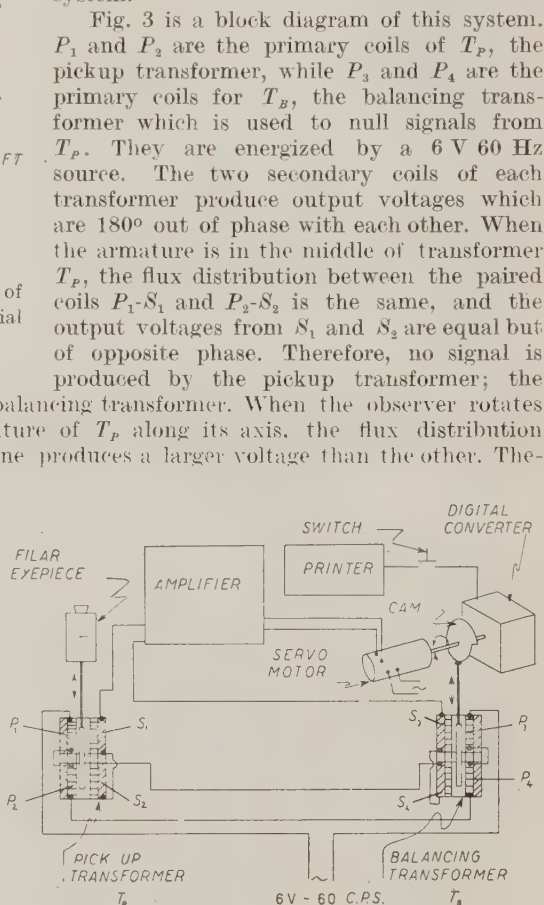 system.
Fig. 3 is a block diagram of this system.
P₁ and P₂ are the primary coils of T_P, the
pickup transformer, while P₃ and P₄ are the
primary coils for T_B, the balancing trans-
former which is used to null signals from
T_P. They are energized by a 6 V 60 Hz
source. The two secondary coils of each
transformer produce output voltages which
are 180º out of phase with each other. When
the armature is in the middle of transformer
T_P, the flux distribution between the paired
coils P₁-S₁ and P₂-S₂ is the same, and the
output voltages from S₁ and S₂ are equal but
of opposite phase. Therefore, no signal is
produced by the pickup transformer; the
balancing transformer. When the observer rotates
ture of T_P along its axis, the flux distribution
ne produces a larger voltage than the other. The-
FT
of
ial
DIGITAL
CONVERTER
SWITCH
FILAR
EYEPIECE
AMPLIFIER
PRINTER
CAM
SERVO
MOTOR
~
P₁
S₁
S₃
P₃
P₂
S₂
S₄
P₄
PICK UP
TRANSFORMER
~
6V - 60 C.P.S.
BALANCING
TRANSFORMER